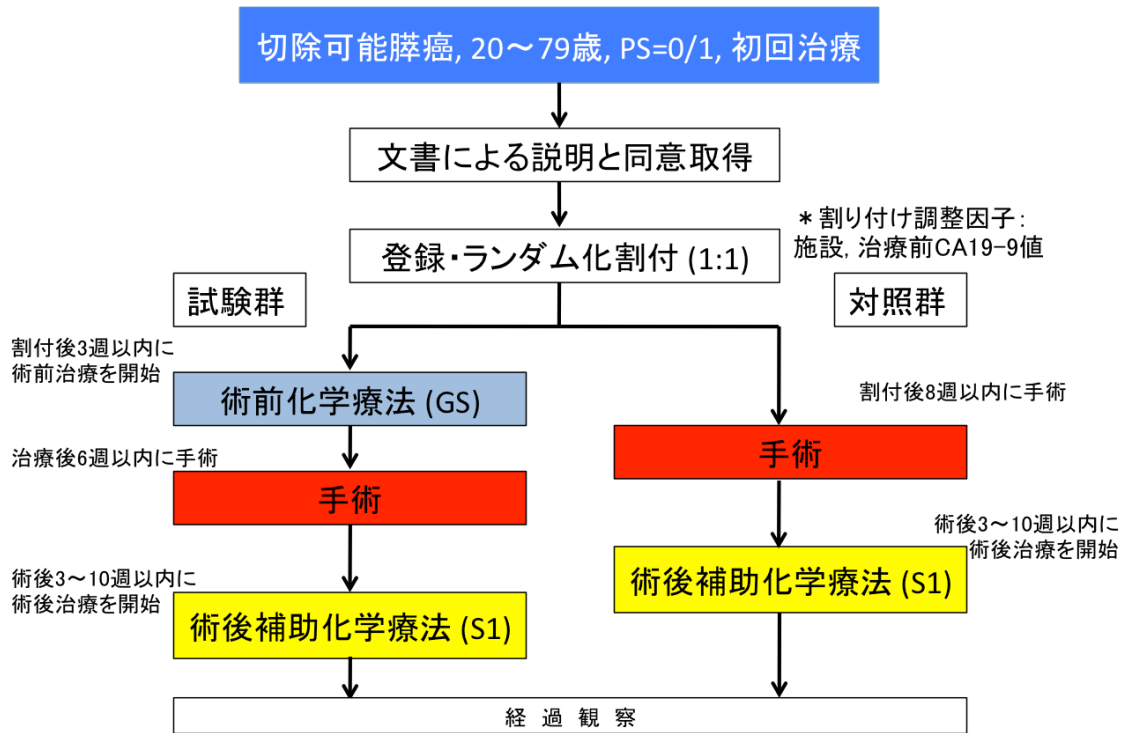 切除可能膵癌, 20～79歳, PS=0/1, 初回治療
文書による説明と同意取得
＊割り付け調整因子：
施設, 治療前CA19-9値
登録・ランダム化割付 (1:1)
試験群
対照群
割付後3週以内に
術前治療を開始
術前化学療法 (GS)
割付後8週以内に手術
手術
治療後6週以内に手術
手術
術後3～10週以内に
術後治療を開始
術後補助化学療法 (S1)
術後3～10週以内に
術後治療を開始
術後補助化学療法 (S1)
経 過 観 察